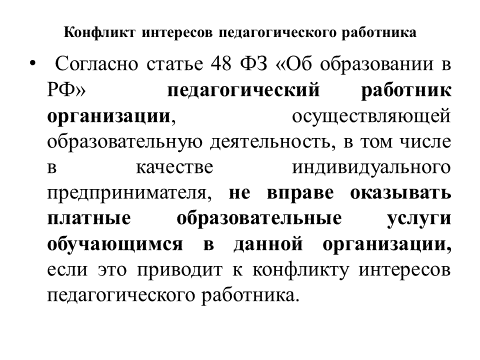 Конфликт интересов педагогического работника
• Согласно статье 48 ФЗ «Об образовании в
РФ» педагогический работник
организации, осуществляющей
образовательную деятельность, в том числе
в качестве индивидуального
предпринимателя, не вправе оказывать
платные образовательные услуги
обучающимся в данной организации,
если это приводит к конфликту интересов
педагогического работника.